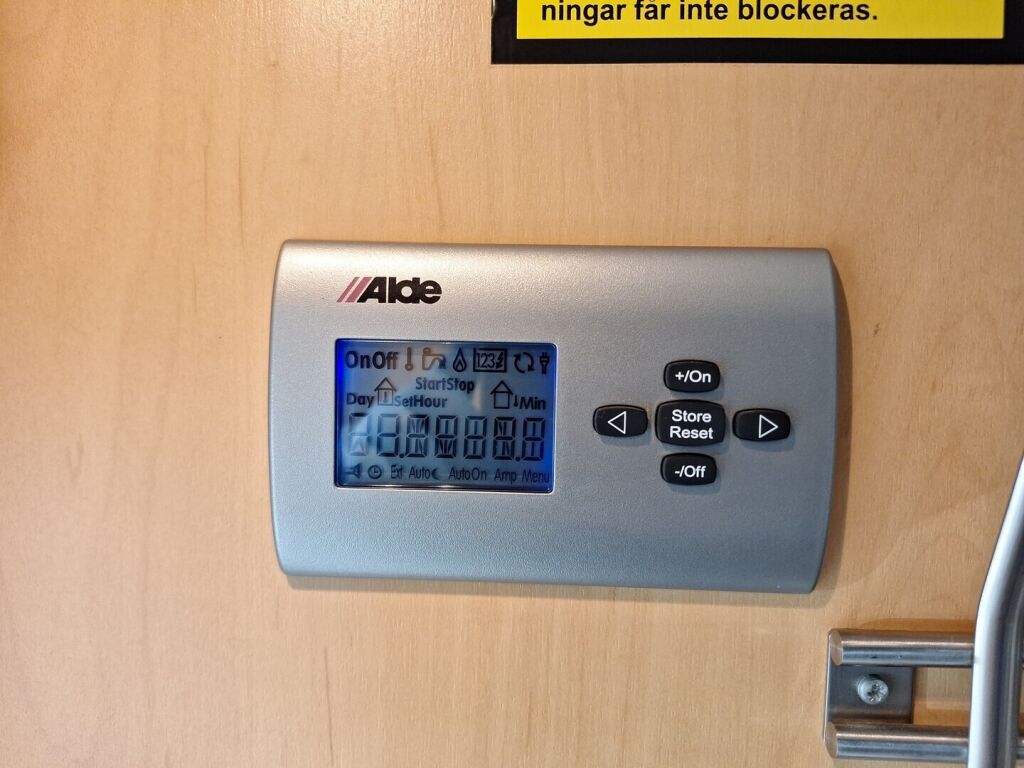 ningar får inte blockeras.
Alde
OnOff 123
StartStop
Day SetHour Min
Ext Auto AutoOn Amp Menu
+/On
Store
Reset
-/Off